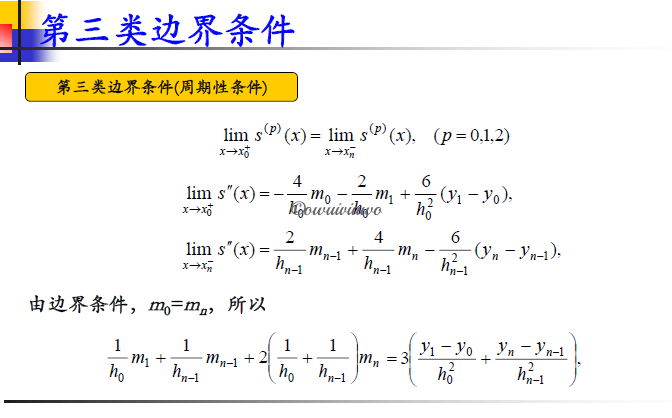 第三类边界条件
第三类边界条件(周期性条件)
$\lim_{x \to x_0^+} s^{(p)}(x) = \lim_{x \to x_n^-} s^{(p)}(x), \quad (p=0,1,2)$
$\lim_{x \to x_0^+} s''(x) = -\frac{4}{h_0} m_0 - \frac{2}{h_0} m_1 + \frac{6}{h_0^2}(y_1 - y_0),$
$\lim_{x \to x_n^-} s''(x) = \frac{2}{h_{n-1}} m_{n-1} + \frac{4}{h_{n-1}} m_n - \frac{6}{h_{n-1}^2}(y_n - y_{n-1}),$
由边界条件，$m_0=m_n$，所以
$\frac{1}{h_0} m_1 + \frac{1}{h_{n-1}} m_{n-1} + 2\left(\frac{1}{h_0} + \frac{1}{h_{n-1}}\right) m_n = 3\left(\frac{y_1 - y_0}{h_0^2} + \frac{y_n - y_{n-1}}{h_{n-1}^2}\right),$